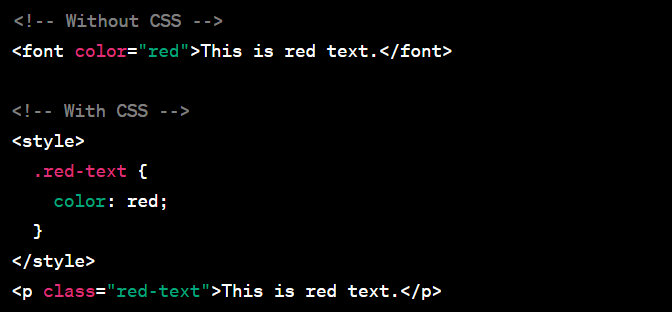 <!-- Without CSS -->
<font color="red">This is red text.</font>
<!-- With CSS -->
<style>
.red-text {
color: red;
}
</style>
<p class="red-text">This is red text.</p>